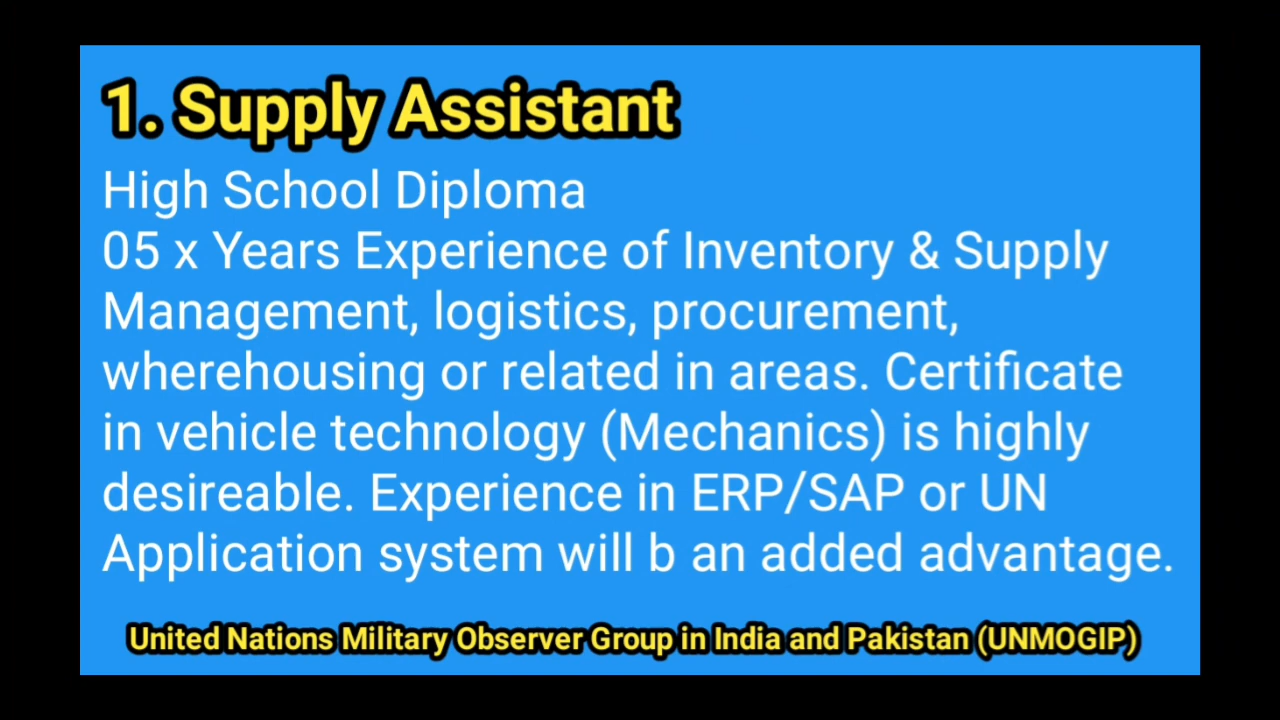 1. Supply Assistant
High School Diploma
05 x Years Experience of Inventory & Supply
Management, logistics, procurement,
wherehousing or related in areas. Certificate
in vehicle technology (Mechanics) is highly
desireable. Experience in ERP/SAP or UN
Application system will b an added advantage.
United Nations Military Observer Group in India and Pakistan (UNMOGIP)